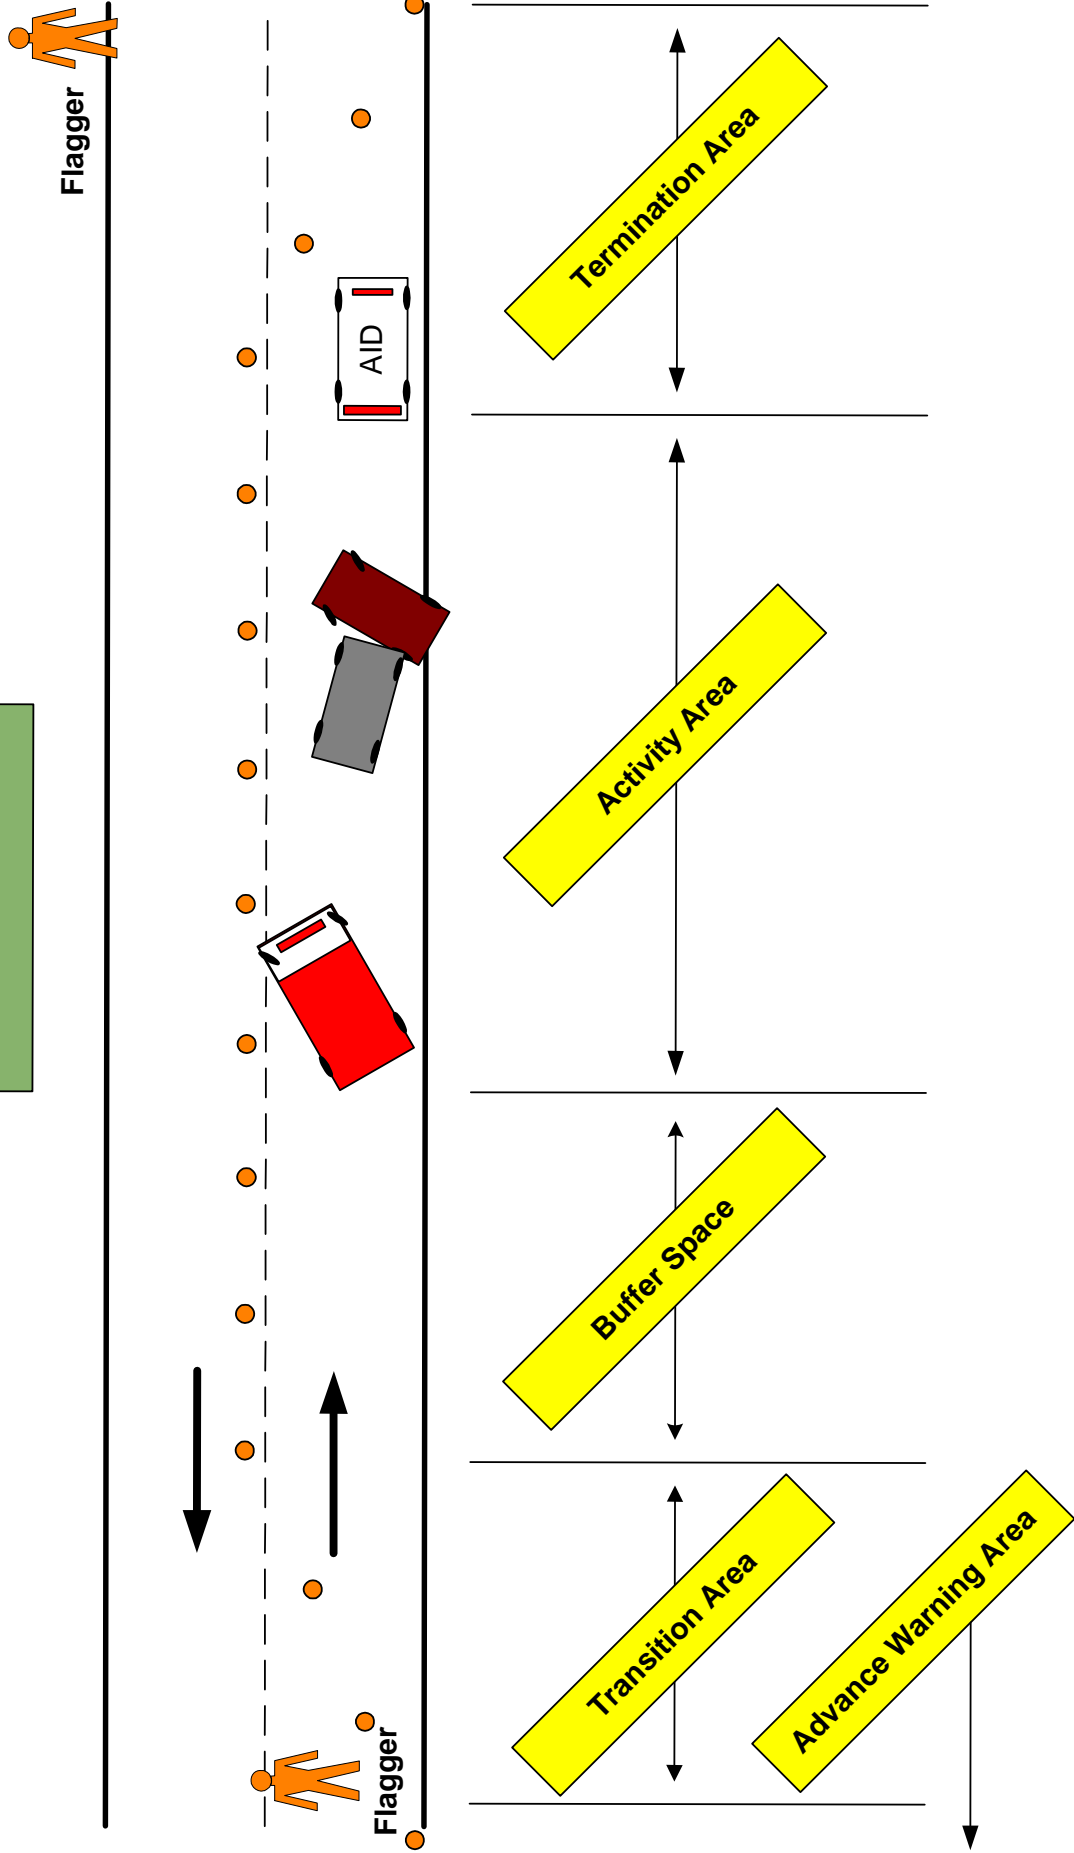 Flagger
Termination Area
AID
Activity Area
Buffer Space
Transition Area
Advance Warning Area
Flagger